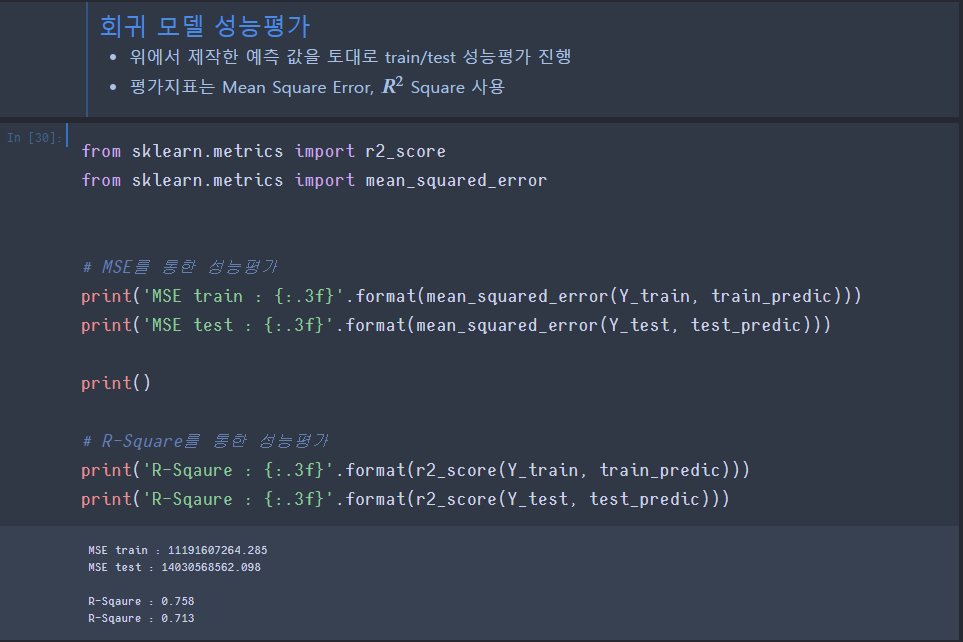 회귀 모델 성능평가
• 위에서 제작한 예측 값을 토대로 train/test 성능평가 진행
• 평가지표는 Mean Square Error, R² Square 사용
In [30]:
from sklearn.metrics import r2_score
from sklearn.metrics import mean_squared_error
# MSE를 통한 성능평가
print('MSE train : {:.3f}'.format(mean_squared_error(Y_train, train_predic)))
print('MSE test : {:.3f}'.format(mean_squared_error(Y_test, test_predic)))
print()
# R-Square를 통한 성능평가
print('R-Sqaure : {:.3f}'.format(r2_score(Y_train, train_predic)))
print('R-Sqaure : {:.3f}'.format(r2_score(Y_test, test_predic)))
MSE train : 11191607264.285
MSE test : 14030568562.098
R-Sqaure : 0.758
R-Sqaure : 0.713